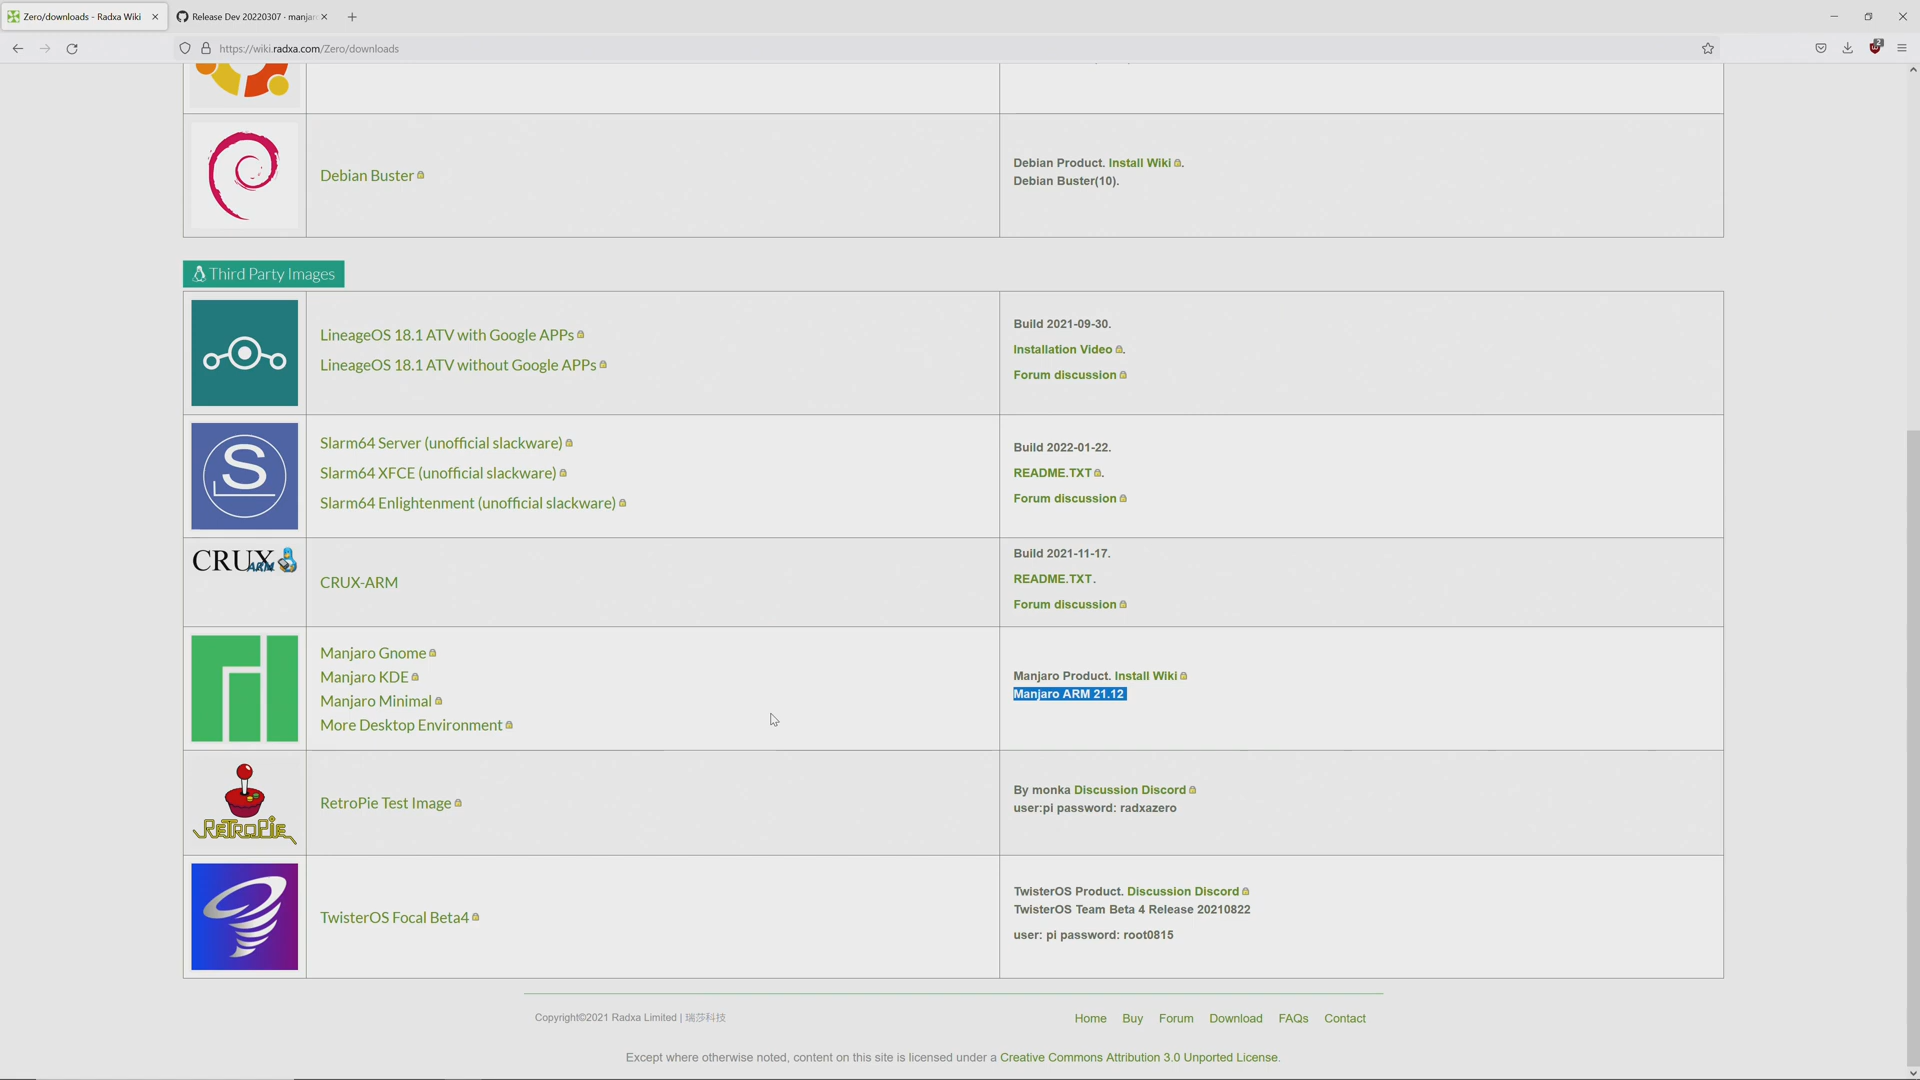 Zero/downloads - Radxa Wiki
Release Dev 20220307 · manjar
https://wiki.radxa.com/Zero/downloads
2
Debian Buster
Debian Product. Install Wiki.
Debian Buster(10).
Third Party Images
LineageOS 18.1 ATV with Google APPs
LineageOS 18.1 ATV without Google APPs
Build 2021-09-30.
Installation Video.
Forum discussion
S
Slarm64 Server (unofficial slackware)
Slarm64 XFCE (unofficial slackware)
Slarm64 Enlightenment (unofficial slackware)
Build 2022-01-22.
README.TXT.
Forum discussion
CRUX ARM
CRUX-ARM
Build 2021-11-17.
README.TXT.
Forum discussion
Manjaro Gnome
Manjaro KDE
Manjaro Minimal
More Desktop Environment
Manjaro Product. Install Wiki
Manjaro ARM 21.12
RETROPIE
RetroPie Test Image
By monka Discussion Discord
user:pi password: radxazero
TwisterOS Focal Beta4
TwisterOS Product. Discussion Discord
TwisterOS Team Beta 4 Release 20210822
user: pi password: root0815
Copyright©2021 Radxa Limited | 瑞莎科技
Home Buy Forum Download FAQs Contact
Except where otherwise noted, content on this site is licensed under a Creative Commons Attribution 3.0 Unported License.